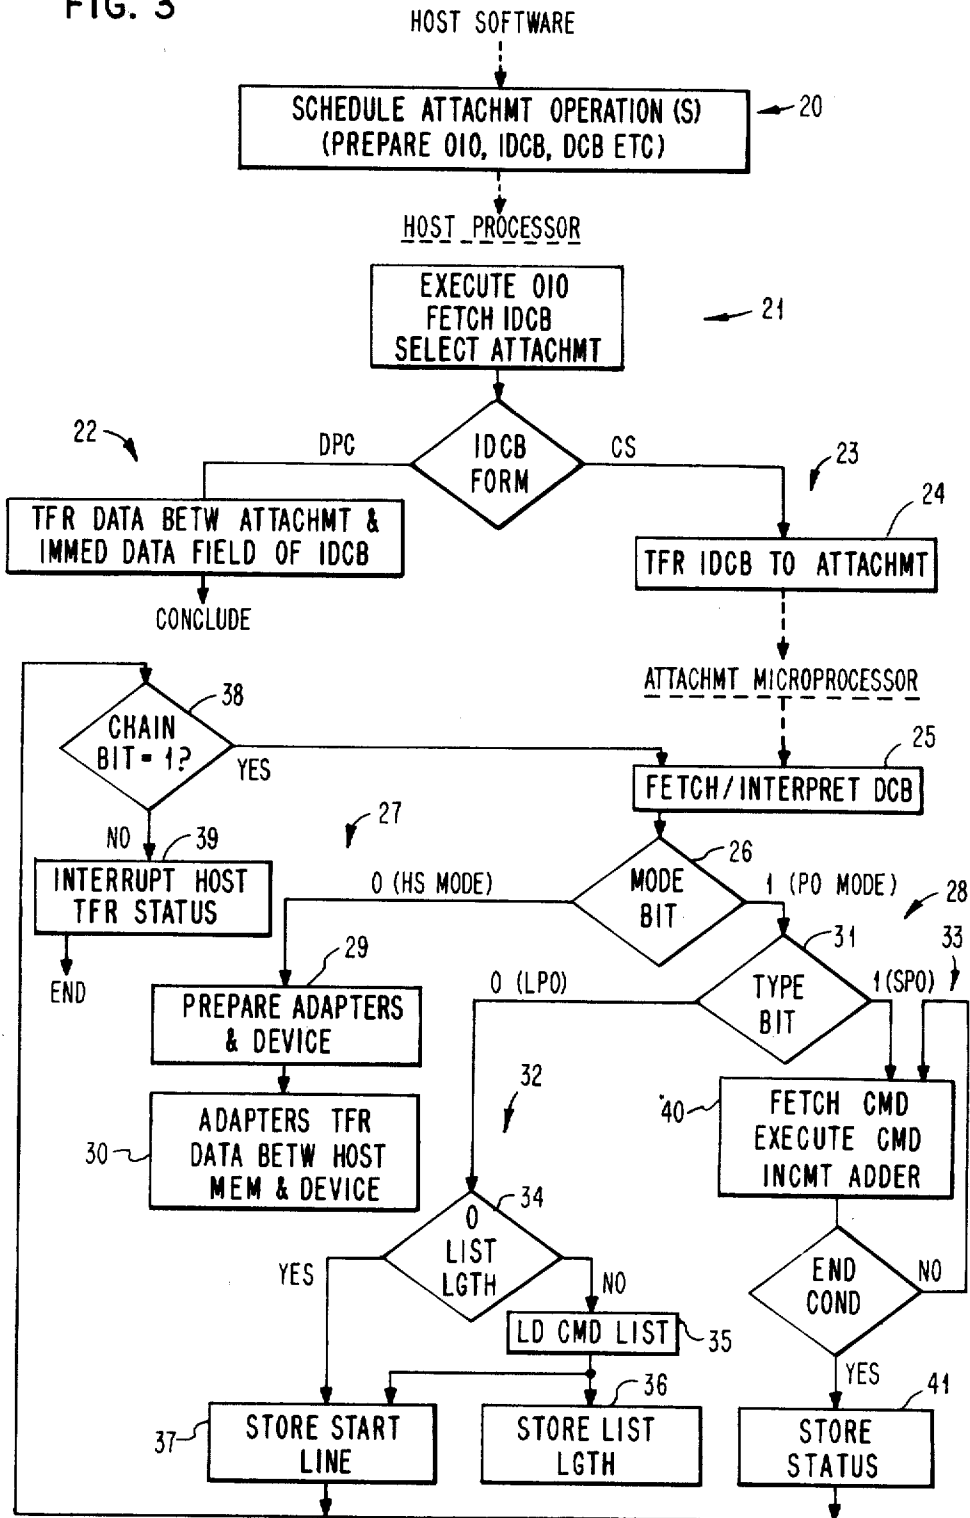 FIG. 3
HOST SOFTWARE
SCHEDULE ATTACHMT OPERATION (S)
(PREPARE OIO, IDCB, DCB ETC)
20
HOST PROCESSOR
EXECUTE OIO
FETCH IDCB
SELECT ATTACHMT
21
22
DPC
IDCB
FORM
CS
23
24
TFR DATA BETW ATTACHMT &
IMMED DATA FIELD OF IDCB
TFR IDCB TO ATTACHMT
CONCLUDE
ATTACHMT MICROPROCESSOR
38
CHAIN
BIT = 1?
YES
25
FETCH/INTERPRET DCB
27
NO
39
26
INTERRUPT HOST
TFR STATUS
0 (HS MODE)
MODE
BIT
1 (PO MODE)
28
END
29
31
33
PREPARE ADAPTERS
& DEVICE
0 (LPO)
TYPE
BIT
1(SPO)
32
ADAPTERS TFR
DATA BETW HOST
MEM & DEVICE
30
40
FETCH CMD
EXECUTE CMD
INCMT ADDER
34
0
LIST
LGTH
YES
NO
END
COND
NO
LD CMD LIST
35
YES
36
41
37
STORE START
LINE
STORE LIST
LGTH
STORE
STATUS